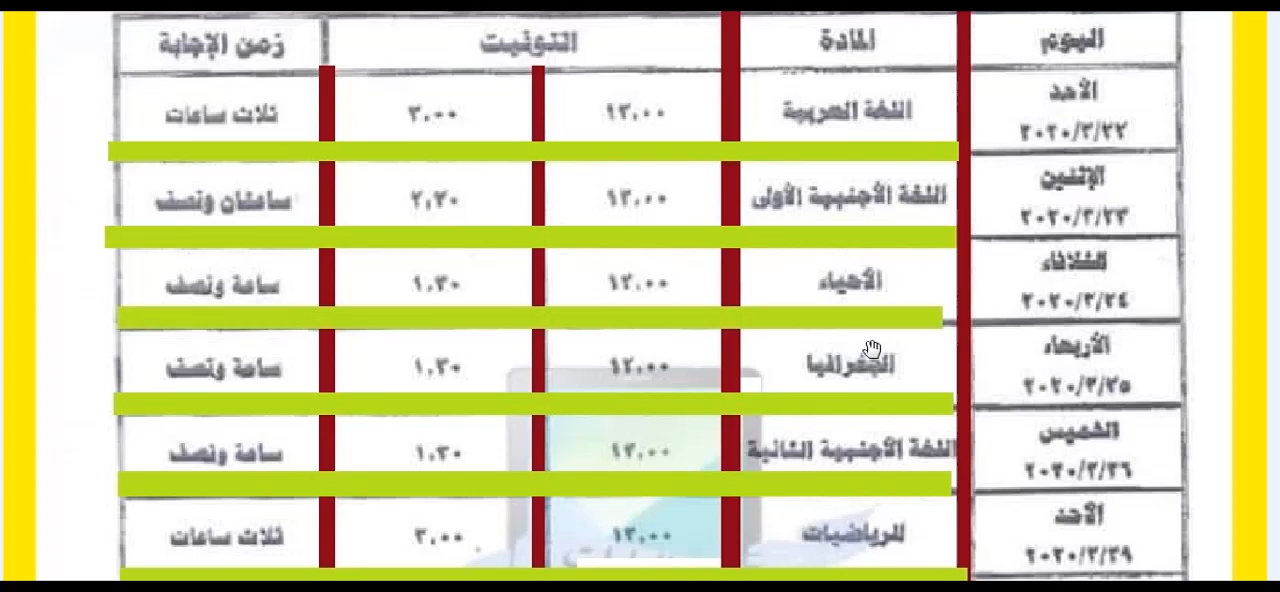 اليوم المادة التوقيت زمن الإجابة
الأحد ٢٠٢٠/٣/٢٢ اللغة العربية ١٢,٠٠ ٣,٠٠ ثلاث ساعات
الإثنين ٢٠٢٠/٣/٢٣ اللغة الأجنبية الأولى ١٢,٠٠ ٢,٣٠ ساعتان ونصف
الثلاثاء ٢٠٢٠/٣/٢٤ الأحياء ١٢,٠٠ ١,٣٠ ساعة ونصف
الأربعاء ٢٠٢٠/٣/٢٥ الجغرافيا ١٢,٠٠ ١,٣٠ ساعة ونصف
الخميس ٢٠٢٠/٣/٢٦ اللغة الأجنبية الثانية ١٢,٠٠ ١,٣٠ ساعة ونصف
الأحد ٢٠٢٠/٣/٢٩ الرياضيات ١٢,٠٠ ٣,٠٠ ثلاث ساعات